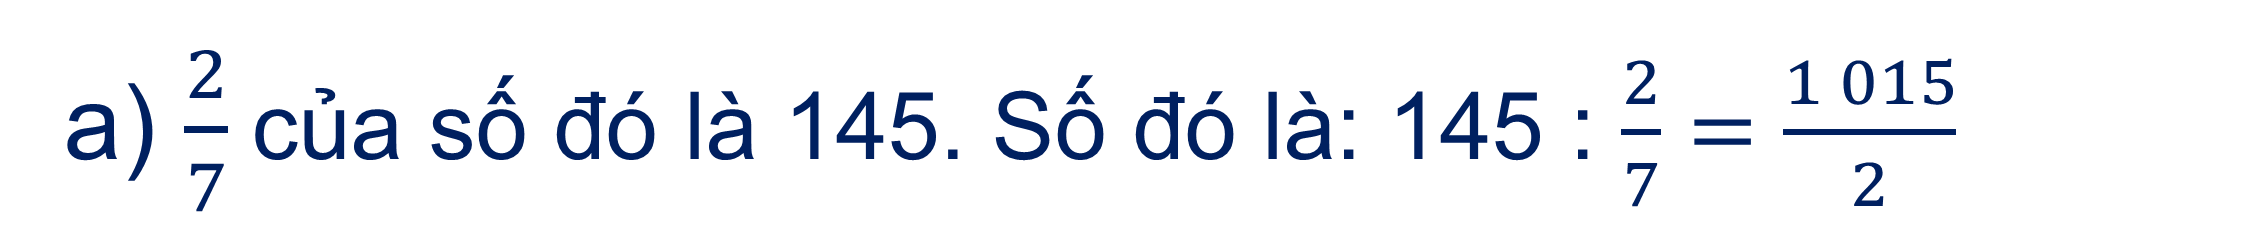 a) 2/7 của số đó là 145. Số đó là: 145 : 2/7 = 1 015/2